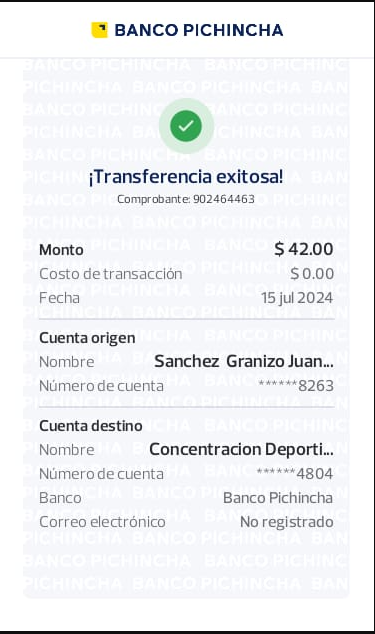 BANCO PICHINCHA
¡Transferencia exitosa!
Comprobante: 902464463
Monto $ 42.00
Costo de transacción $ 0.00
Fecha 15 jul 2024
Cuenta origen
Nombre Sanchez Granizo Juan...
Número de cuenta ******8263
Cuenta destino
Nombre Concentracion Deporti...
Número de cuenta ******4804
Banco Banco Pichincha
Correo electrónico No registrado